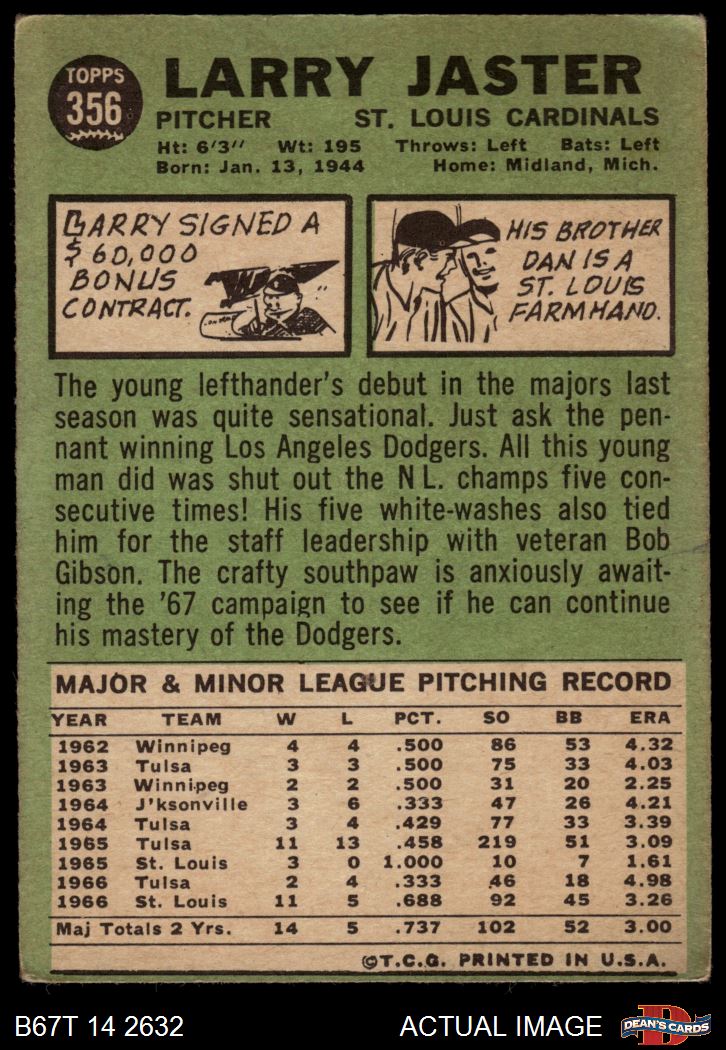 TOPPS
356
LARRY JASTER
PITCHER ST. LOUIS CARDINALS
Ht: 6'3" Wt: 195 Throws: Left Bats: Left
Born: Jan. 13, 1944 Home: Midland, Mich.
LARRY SIGNED A
$60,000
BONUS
CONTRACT.
HIS BROTHER
DAN IS A
ST. LOUIS
FARMHAND.
The young lefthander's debut in the majors last
season was quite sensational. Just ask the pen-
nant winning Los Angeles Dodgers. All this young
man did was shut out the N L. champs five con-
secutive times! His five white-washes also tied
him for the staff leadership with veteran Bob
Gibson. The crafty southpaw is anxiously await-
ing the '67 campaign to see if he can continue
his mastery of the Dodgers.
MAJOR & MINOR LEAGUE PITCHING RECORD
YEAR TEAM W L PCT. SO BB ERA
1962 Winnipeg 4 4 .500 86 53 4.32
1963 Tulsa 3 3 .500 75 33 4.03
1963 Winnipeg 2 2 .500 31 20 2.25
1964 J'ksonville 3 6 .333 47 26 4.21
1964 Tulsa 3 4 .429 77 33 3.39
1965 Tulsa 11 13 .458 219 51 3.09
1965 St. Louis 3 0 1.000 10 7 1.61
1966 Tulsa 2 4 .333 46 18 4.98
1966 St. Louis 11 5 .688 92 45 3.26
Maj Totals 2 Yrs. 14 5 .737 102 52 3.00
©T.C.G. PRINTED IN U.S.A.
B67T 14 2632 ACTUAL IMAGE
D
DEAN'S CARDS